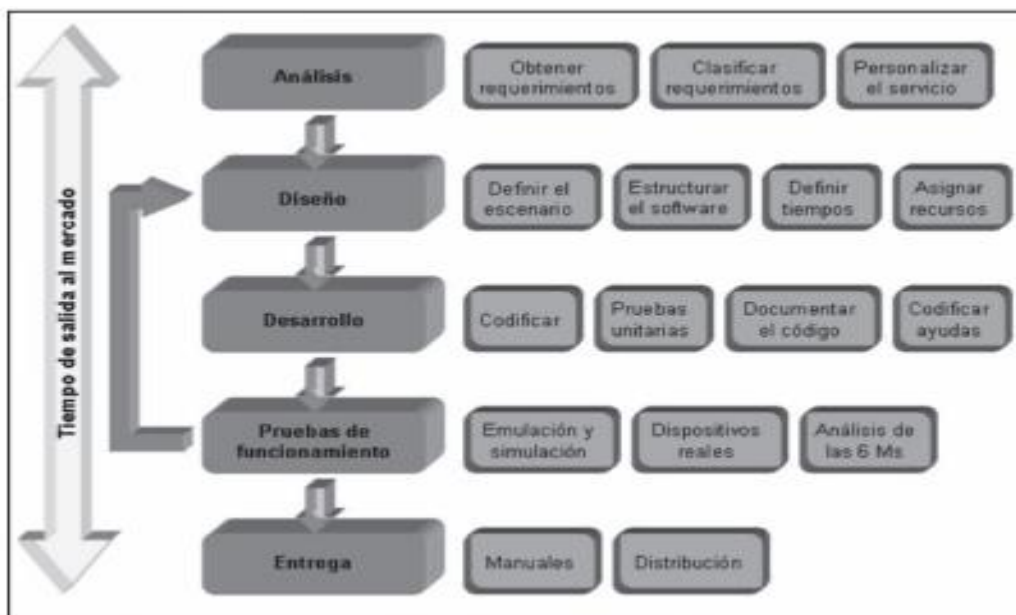 Tiempo de salida al mercado
Análisis
Obtener
requerimientos
Clasificar
requerimientos
Personalizar
el servicio
Diseño
Definir el
escenario
Estructurar
el software
Definir
tiempos
Asignar
recursos
Desarrollo
Codificar
Pruebas
unitarias
Documentar
el código
Codificar
ayudas
Pruebas de
funcionamiento
Emulación y
simulación
Dispositivos
reales
Análisis de
las 6 Ms
Entrega
Manuales
Distribución